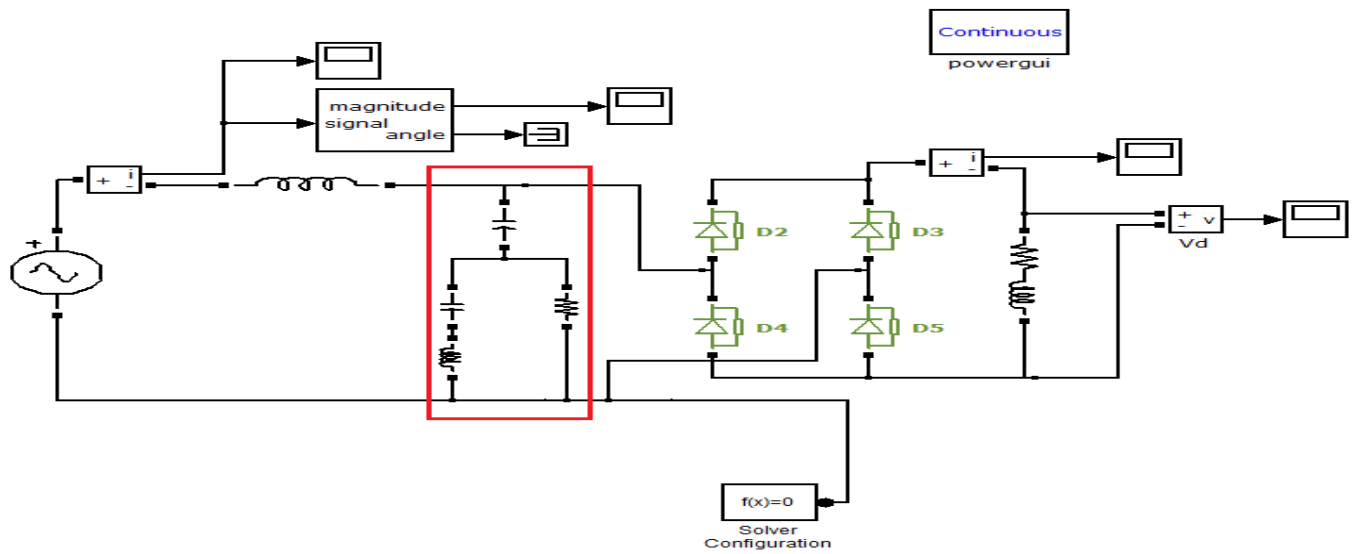 Continuous
powergui
magnitude
signal
angle
i
+
-
+
i
+
-
D2
D3
+
v
-
Vd
D4
D5
f(x)=0
Solver
Configuration